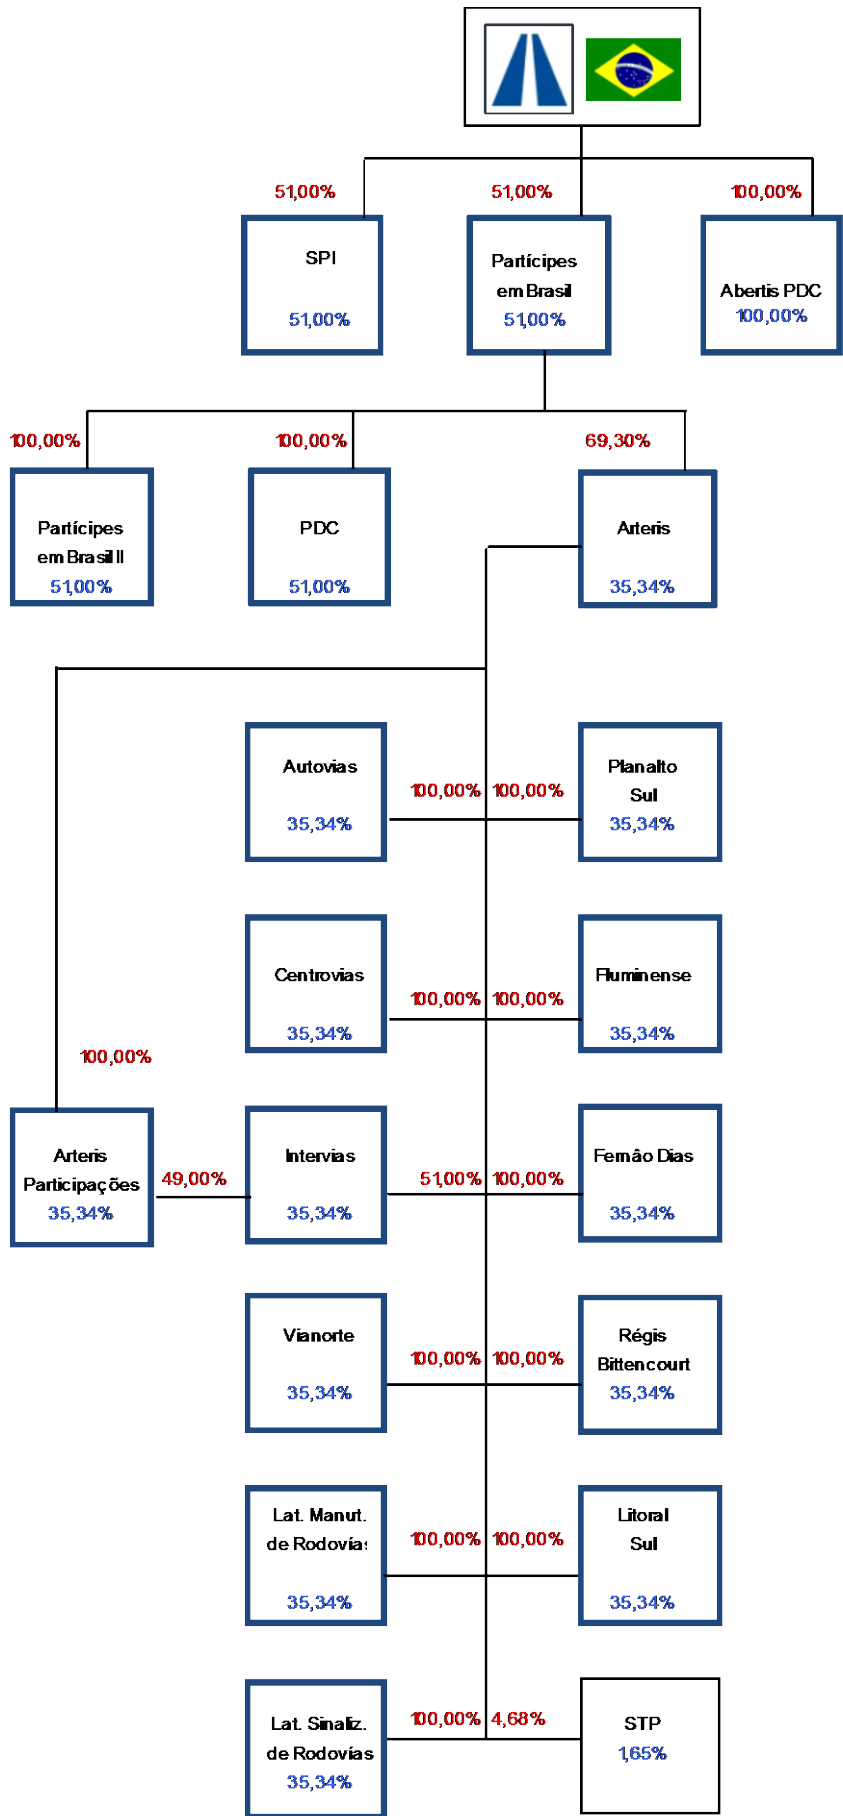 51,00%
51,00%
100,00%
SPI
51,00%
Partícipes
em Brasil
51,00%
Abertis PDC
100,00%
100,00%
100,00%
69,30%
Partícipes
em Brasil II
51,00%
PDC
51,00%
Arteris
35,34%
Autovias
35,34%
100,00%
100,00%
Planalto
Sul
35,34%
Centrovias
35,34%
100,00%
100,00%
Fluminense
35,34%
100,00%
Arteris
Participações
35,34%
49,00%
Intervias
35,34%
51,00%
100,00%
Fernâo Dias
35,34%
Vianorte
35,34%
100,00%
100,00%
Régis
Bittencourt
35,34%
Lat. Manut.
de Rodovías
35,34%
100,00%
100,00%
Litoral
Sul
35,34%
Lat. Sinaliz.
de Rodovías
35,34%
100,00%
4,68%
STP
1,65%